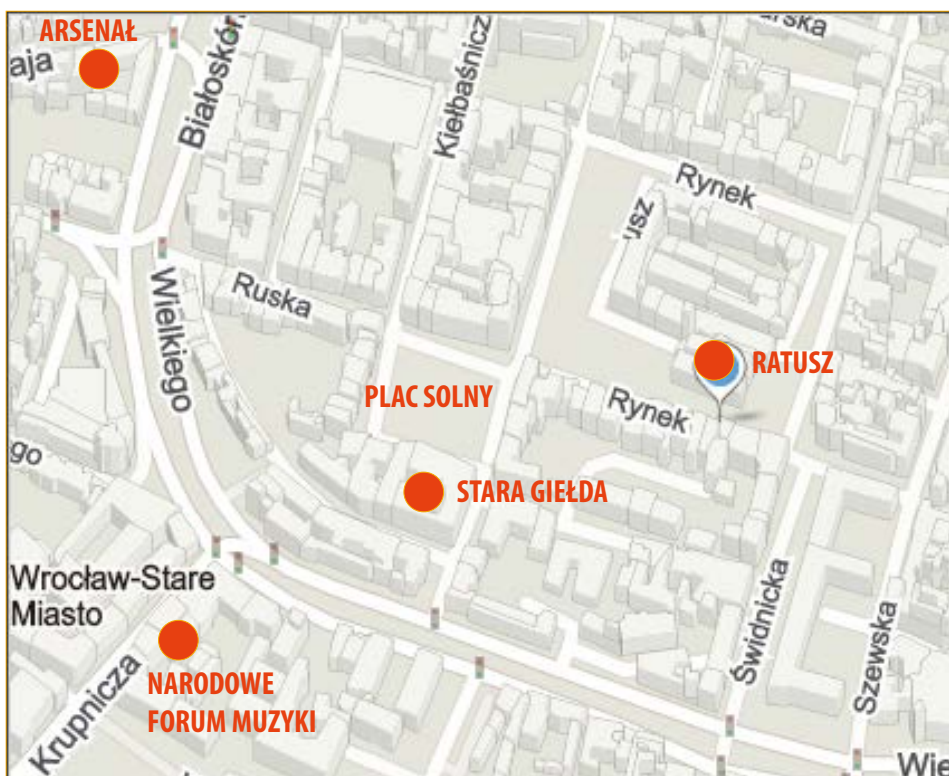 ARSENAŁ
aja
Białoskór
Kiełbaśnicz
arska
Rynek
usz
Ruska
Wielkiego
PLAC SOLNY
RATUSZ
Rynek
go
STARA GIEŁDA
Wrocław-Stare
Miasto
Krupnicza
NARODOWE
FORUM MUZYKI
Świdnicka
Szewska
Wie